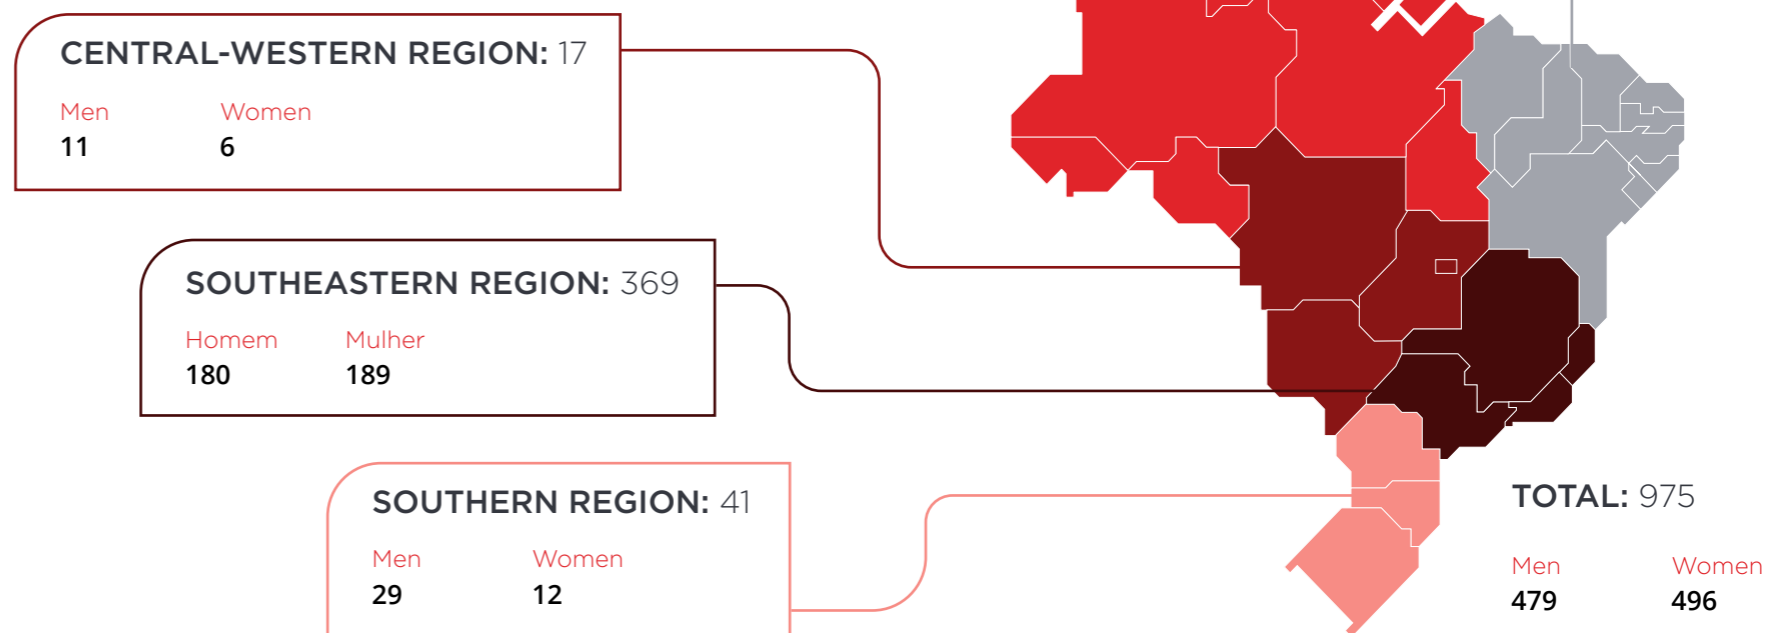 CENTRAL-WESTERN REGION: 17
Men Women
11 6
SOUTHEASTERN REGION: 369
Homem Mulher
180 189
SOUTHERN REGION: 41
Men Women
29 12
TOTAL: 975
Men Women
479 496